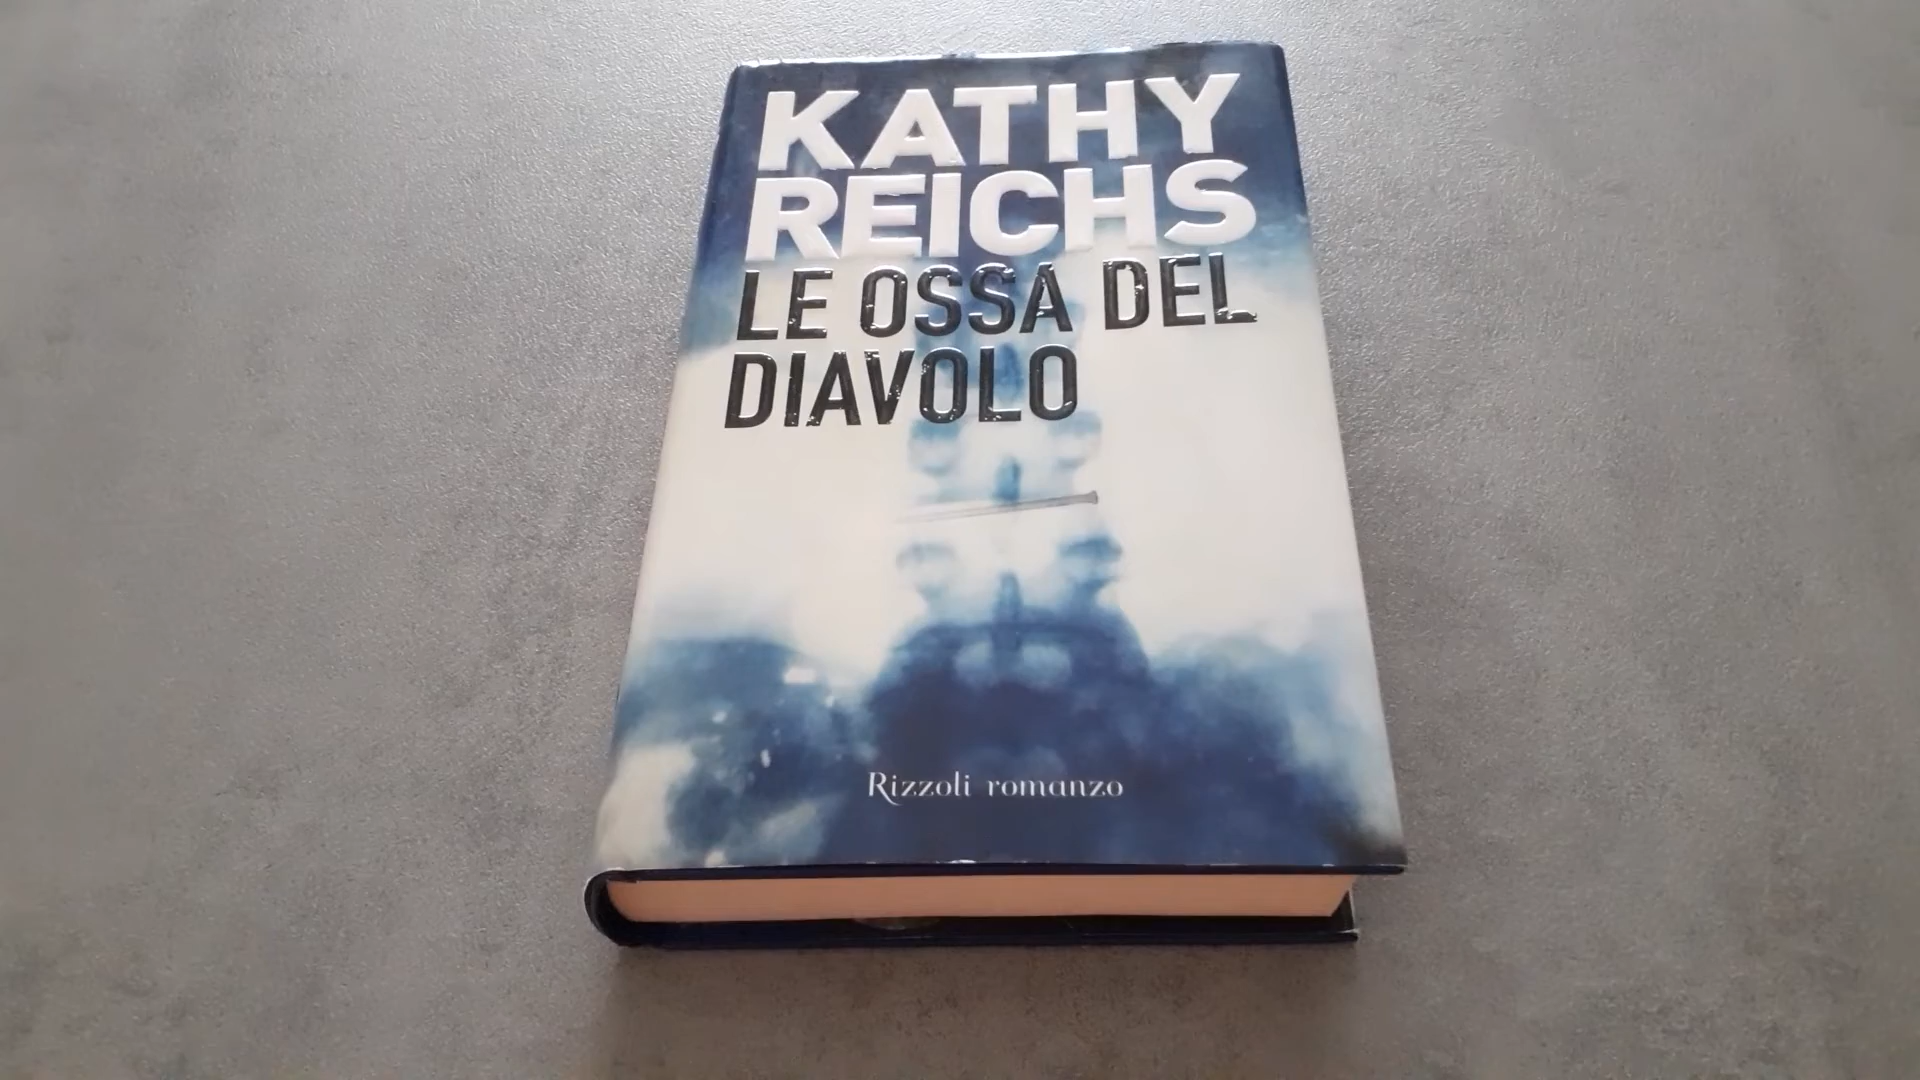 KATHY
REICHS
LE OSSA DEL
DIAVOLO
Rizzoli romanzo